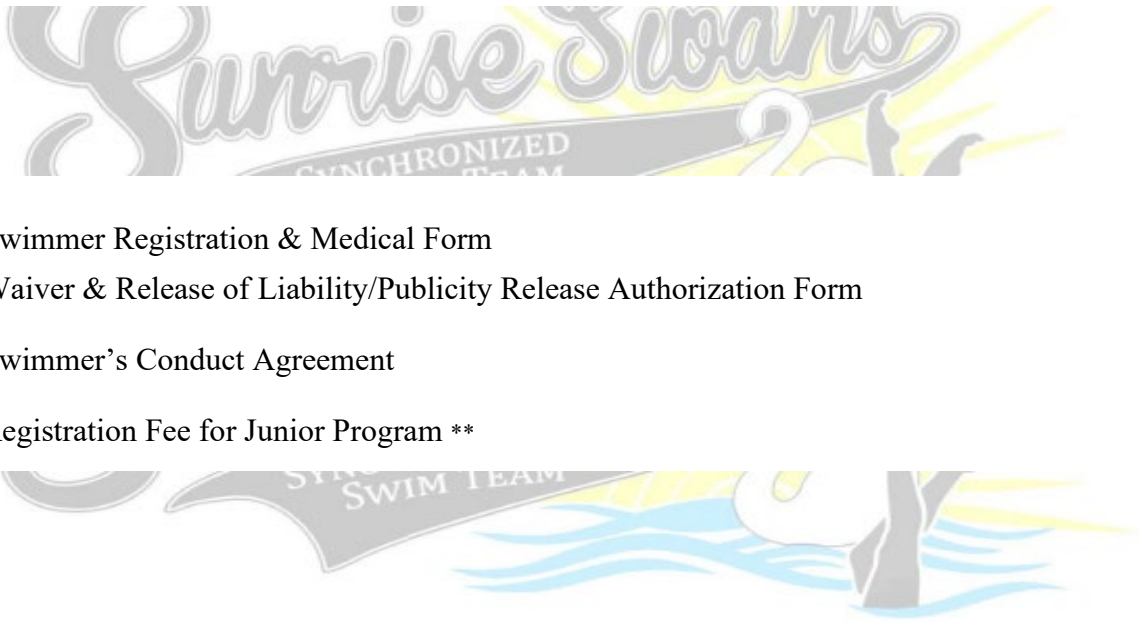 Sunrise Swans
SYNCHRONIZED
TEAM
wimmer Registration & Medical Form
Vaiver & Release of Liability/Publicity Release Authorization Form
wimmer’s Conduct Agreement
egistration Fee for Junior Program **
SWIM TEAM